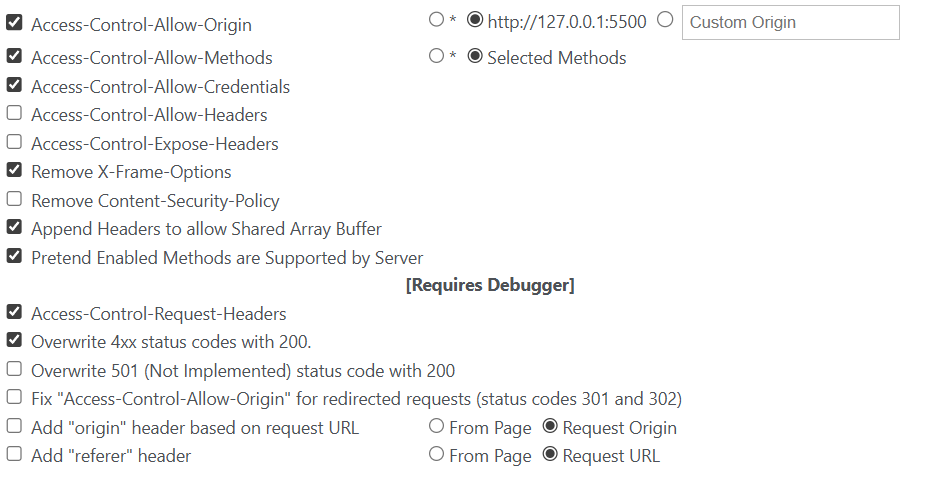 Access-Control-Allow-Origin * http://127.0.0.1:5500 Custom Origin
Access-Control-Allow-Methods * Selected Methods
Access-Control-Allow-Credentials
Access-Control-Allow-Headers
Access-Control-Expose-Headers
Remove X-Frame-Options
Remove Content-Security-Policy
Append Headers to allow Shared Array Buffer
Pretend Enabled Methods are Supported by Server
[Requires Debugger]
Access-Control-Request-Headers
Overwrite 4xx status codes with 200.
Overwrite 501 (Not Implemented) status code with 200
Fix "Access-Control-Allow-Origin" for redirected requests (status codes 301 and 302)
Add "origin" header based on request URL From Page Request Origin
Add "referer" header From Page Request URL